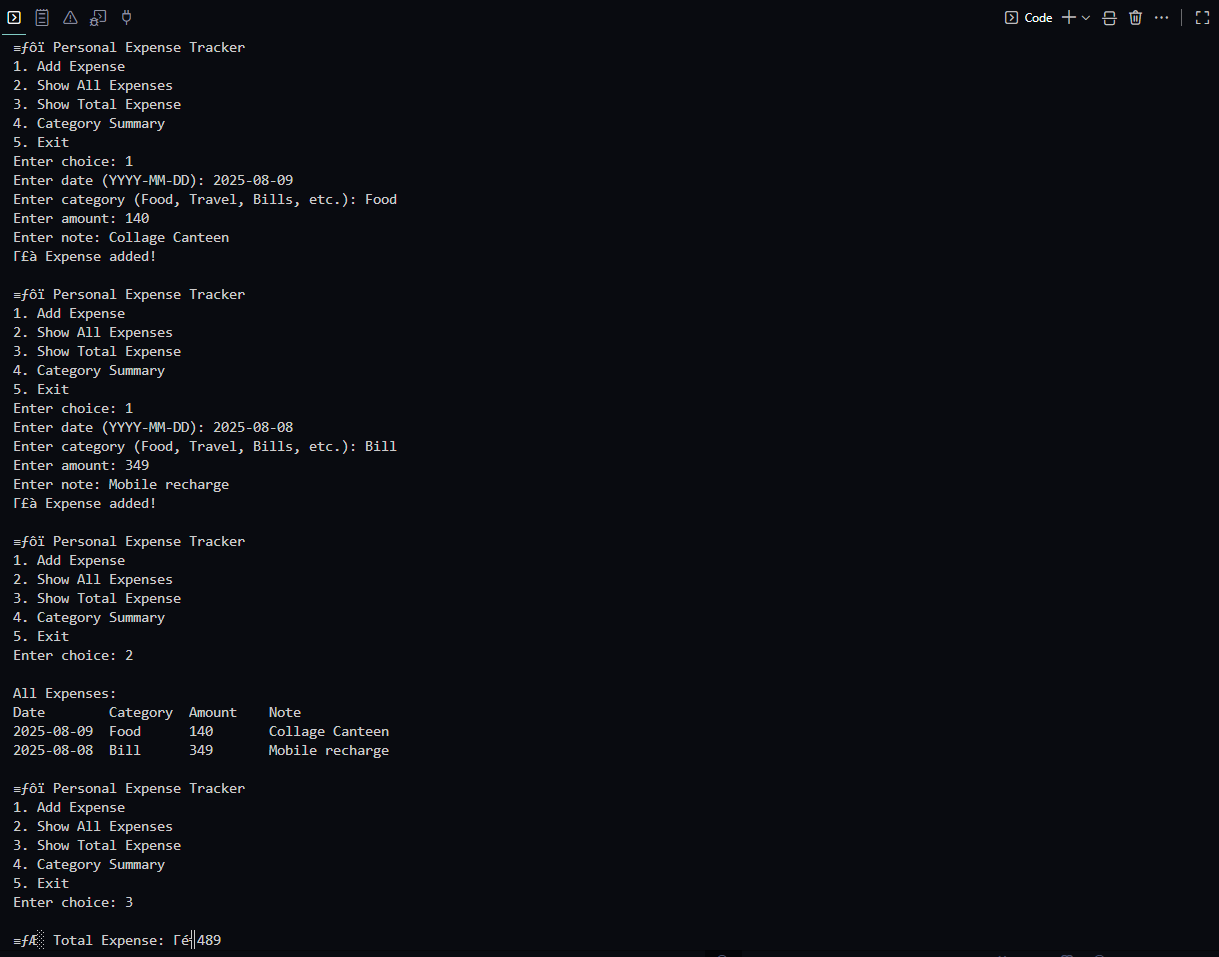 Code
≡ƒôï Personal Expense Tracker
1. Add Expense
2. Show All Expenses
3. Show Total Expense
4. Category Summary
5. Exit
Enter choice: 1
Enter date (YYYY-MM-DD): 2025-08-09
Enter category (Food, Travel, Bills, etc.): Food
Enter amount: 140
Enter note: Collage Canteen
Γ£à Expense added!
≡ƒôï Personal Expense Tracker
1. Add Expense
2. Show All Expenses
3. Show Total Expense
4. Category Summary
5. Exit
Enter choice: 1
Enter date (YYYY-MM-DD): 2025-08-08
Enter category (Food, Travel, Bills, etc.): Bill
Enter amount: 349
Enter note: Mobile recharge
Γ£à Expense added!
≡ƒôï Personal Expense Tracker
1. Add Expense
2. Show All Expenses
3. Show Total Expense
4. Category Summary
5. Exit
Enter choice: 2
All Expenses:
Date Category Amount Note
2025-08-09 Food 140 Collage Canteen
2025-08-08 Bill 349 Mobile recharge
≡ƒôï Personal Expense Tracker
1. Add Expense
2. Show All Expenses
3. Show Total Expense
4. Category Summary
5. Exit
Enter choice: 3
≡ƒÆ░ Total Expense: Γé╣489